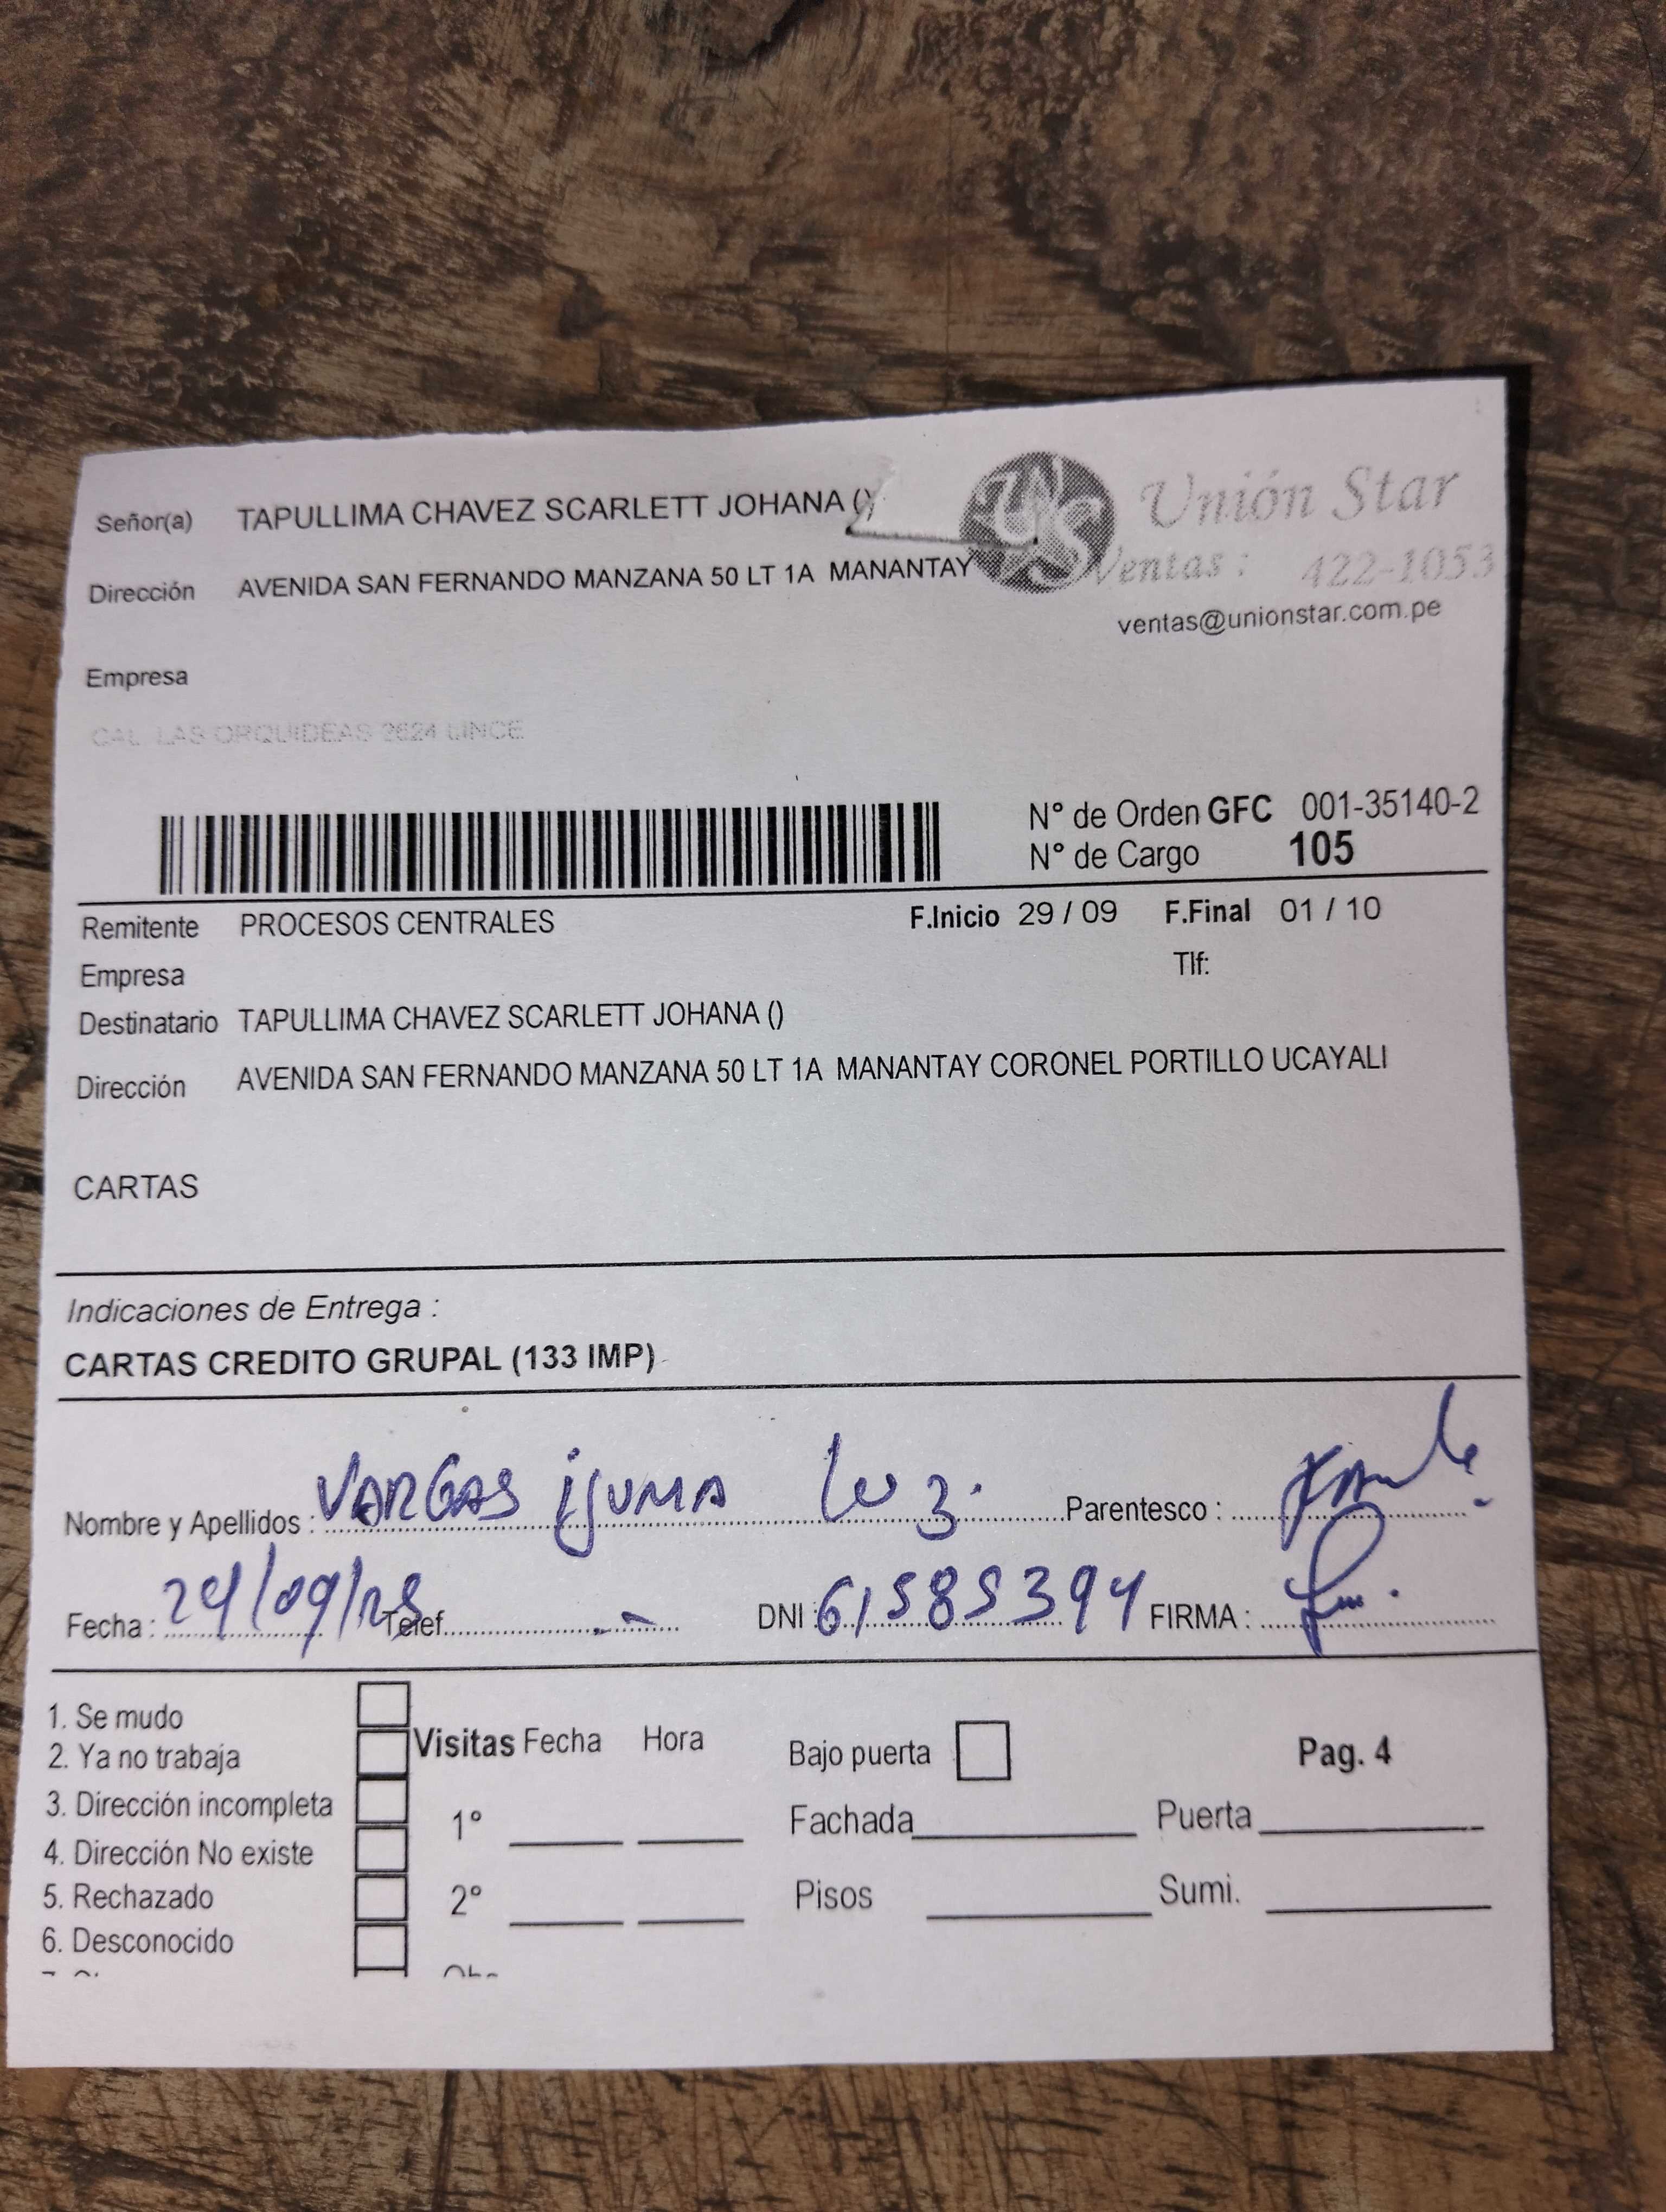 Señor(a) TAPULLIMA CHAVEZ SCARLETT JOHANA ()
Unión Star
Dirección AVENIDA SAN FERNANDO MANZANA 50 LT 1A MANANTAY
Ventas : 422-1053
ventas@unionstar.com.pe
Empresa
CAL LAS ORQUIDEAS 2624 LINCE
N° de Orden GFC 001-35140-2
N° de Cargo 105
Remitente PROCESOS CENTRALES F.Inicio 29 / 09 F.Final 01 / 10
Empresa Tlf:
Destinatario TAPULLIMA CHAVEZ SCARLETT JOHANA ()
Dirección AVENIDA SAN FERNANDO MANZANA 50 LT 1A MANANTAY CORONEL PORTILLO UCAYALI
CARTAS
Indicaciones de Entrega :
CARTAS CREDITO GRUPAL (133 IMP)
Nombre y Apellidos : VARGAS ISUMA LUZ. Parentesco :
Fecha : Telef. DNI : 61585394 FIRMA :
1. Se mudo
2. Ya no trabaja
3. Dirección incompleta
4. Dirección No existe
5. Rechazado
6. Desconocido
Visitas Fecha Hora
1°
2°
Bajo puerta Pag. 4
Fachada Puerta
Pisos Sumi.